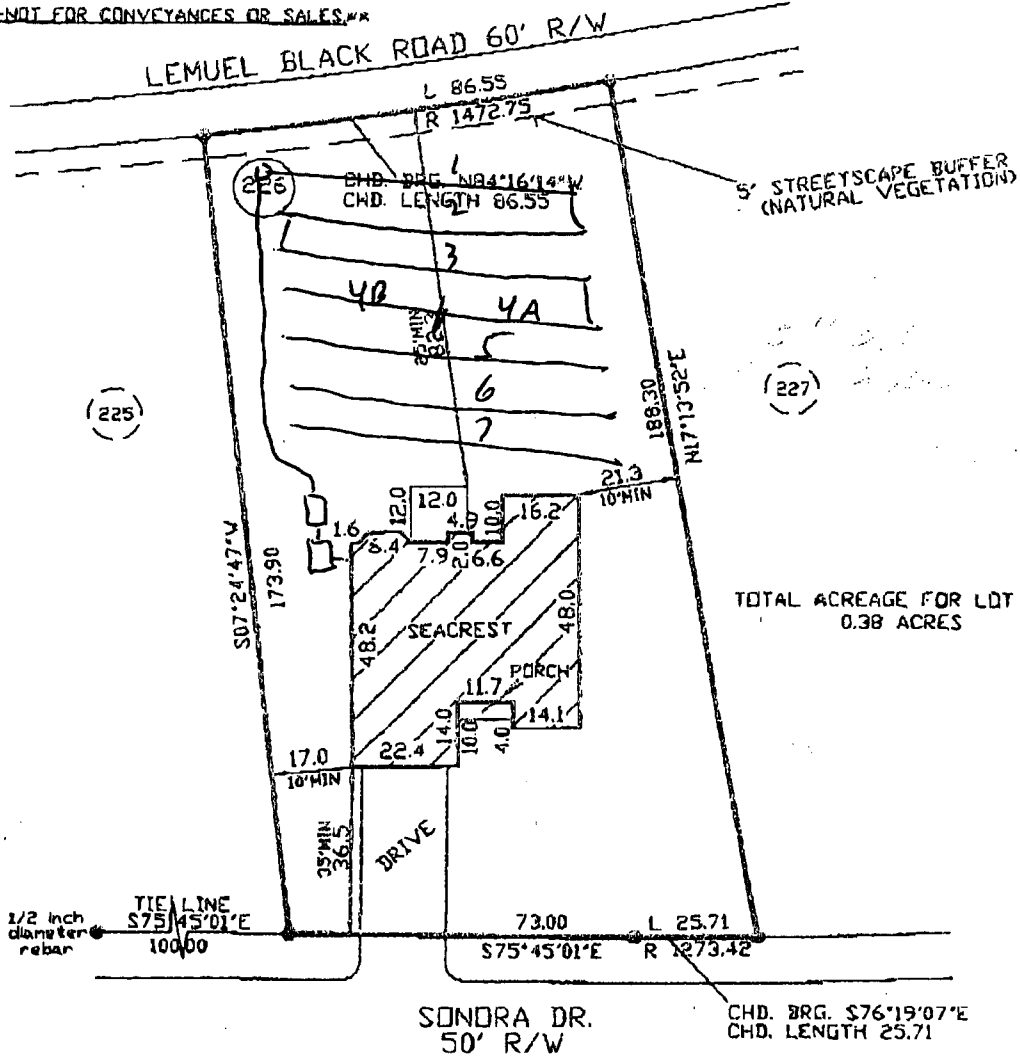 NOT FOR CONVEYANCES OR SALES.**
LEMUEL BLACK ROAD 60' R/W
L 86.55
R 1472.75
5' STREETSCAPE BUFFER
(NATURAL VEGETATION)
226
CHD. BRG. N84°16'14"W
CHD. LENGTH 86.55
1
2
3
4B
4A
5
6
7
25'MIN
82.3
225
227
188.30
N17°13'52"E
21.3
10'MIN
12.0
12.0
4.0
10.0
16.2
1.6
8.4
7.9
2.0
6.6
S07°24'47"W
173.90
TOTAL ACREAGE FOR LOT
0.38 ACRES
SEACREST
48.2
48.0
PORCH
11.7
14.0
10.0
4.0
14.1
22.4
17.0
10'MIN
35'MIN
36.5
DRIVE
1/2 inch
diameter
rebar
TIE LINE
S75°45'01"E
100.00
73.00
S75°45'01"E
L 25.71
R 1273.42
SONORA DR.
50' R/W
CHD. BRG. S76°19'07"E
CHD. LENGTH 25.71